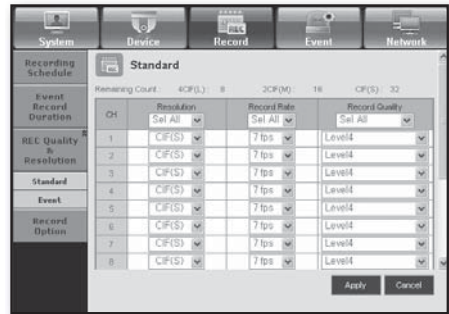 System Device Record Event Network
REC
Recording
Schedule
Event
Record
Duration
REC Quality
&
Resolution
Standard
Event
Record
Option
Standard
Remaining Count: 4CIF(L): 8 2CIF(M): 16 CIF(S): 32
CH Resolution Record Rate Record Quality
Sel All Sel All Sel All
1 CIF(S) 7 fps Level4
2 CIF(S) 7 fps Level4
3 CIF(S) 7 fps Level4
4 CIF(S) 7 fps Level4
5 CIF(S) 7 fps Level4
6 CIF(S) 7 fps Level4
7 CIF(S) 7 fps Level4
8 CIF(S) 7 fps Level4
Apply Cancel